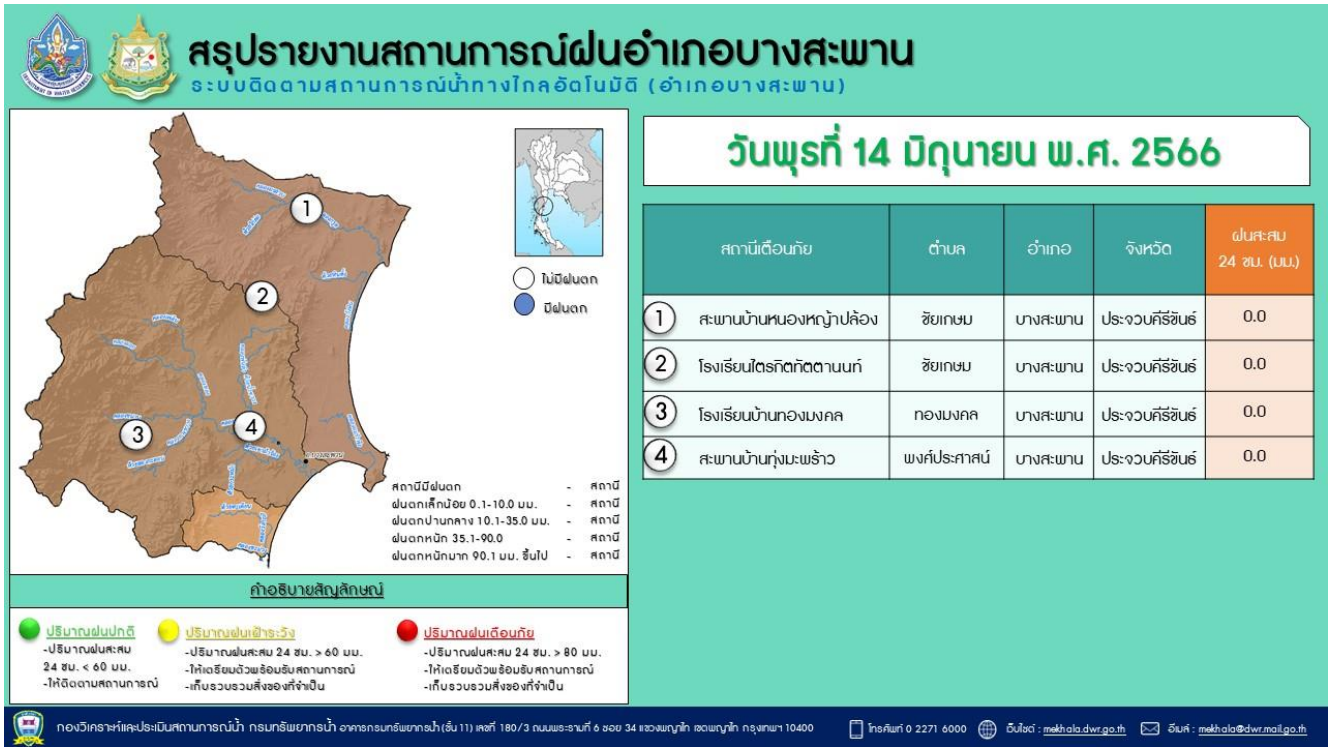 สรุปรายงานสถานการณ์ฝนอำเภอบางสะพาน
ระบบติดตามสถานการณ์น้ำทางไกลอัตโนมัติ (อำเภอบางสะพาน)
1
2
3
4
ไม่มีฝนตก
มีฝนตก
สถานีมีฝนตก - สถานี
ฝนตกเล็กน้อย 0.1-10.0 มม. - สถานี
ฝนตกปานกลาง 10.1-35.0 มม. - สถานี
ฝนตกหนัก 35.1-90.0 - สถานี
ฝนตกหนักมาก 90.1 มม. ขึ้นไป - สถานี
คำอธิบายสัญลักษณ์
ปริมาณฝนปกติ
-ปริมาณฝนสะสม
24 ชม. < 60 มม.
-ให้ติดตามสถานการณ์
ปริมาณฝนเฝ้าระวัง
-ปริมาณฝนสะสม 24 ชม. > 60 มม.
-ให้เตรียมตัวพร้อมรับสถานการณ์
-เก็บรวบรวมสิ่งของที่จำเป็น
ปริมาณฝนเตือนภัย
-ปริมาณฝนสะสม 24 ชม. > 80 มม.
-ให้เตรียมตัวพร้อมรับสถานการณ์
-เก็บรวบรวมสิ่งของที่จำเป็น
วันพุธที่ 14 มิถุนายน พ.ศ. 2566
สถานีเตือนภัย ตำบล อำเภอ จังหวัด ฝนสะสม
24 ชม. (มม.)
1 สะพานบ้านหนองหญ้าปล้อง ชัยเกษม บางสะพาน ประจวบคีรีขันธ์ 0.0
2 โรงเรียนไตรกิตทัตตานนท์ ชัยเกษม บางสะพาน ประจวบคีรีขันธ์ 0.0
3 โรงเรียนบ้านทองมงคล ทองมงคล บางสะพาน ประจวบคีรีขันธ์ 0.0
4 สะพานบ้านทุ่งมะพร้าว พงศ์ประศาสน์ บางสะพาน ประจวบคีรีขันธ์ 0.0
กองวิเคราะห์และประเมินสถานการณ์น้ำ กรมทรัพยากรน้ำ อาคารกรมทรัพยากรน้ำ (ชั้น 11) เลขที่ 180/3 ถนนพระรามที่ 6 ซอย 34 แขวงพญาไท เขตพญาไท กรุงเทพฯ 10400 โทรศัพท์ 0 2271 6000 เว็บไซต์ : mekhala.dwr.go.th อีเมล์ : mekhala@dwr.mail.go.th